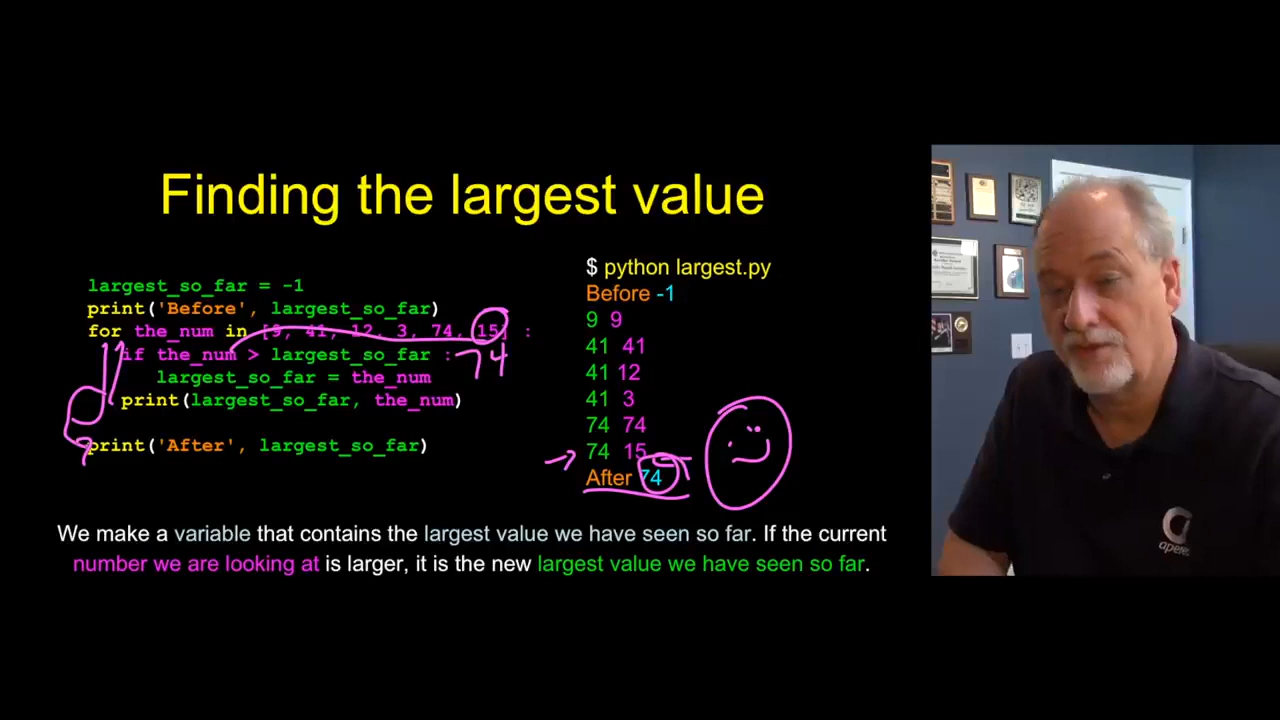 Finding the largest value
largest_so_far = -1
print('Before', largest_so_far)
for the_num in [9, 41, 12, 3, 74, 15] :
if the_num > largest_so_far :
74
largest_so_far = the_num
print(largest_so_far, the_num)
print('After', largest_so_far)
$ python largest.py
Before -1
9 9
41 41
41 12
41 3
74 74
74 15
After 74
We make a variable that contains the largest value we have seen so far. If the current
number we are looking at is larger, it is the new largest value we have seen so far.